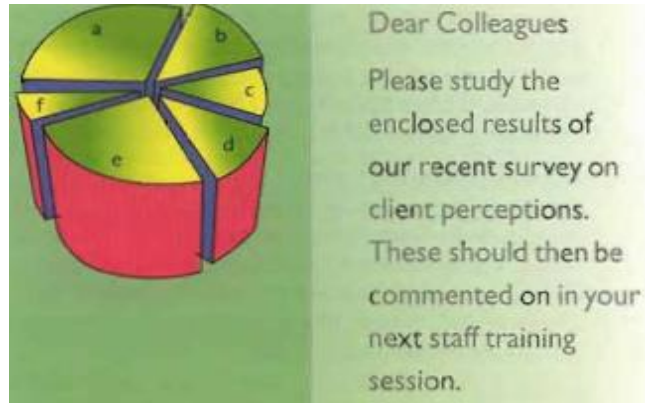 a
b
c
d
e
f
Dear Colleagues
Please study the
enclosed results of
our recent survey on
client perceptions.
These should then be
commented on in your
next staff training
session.